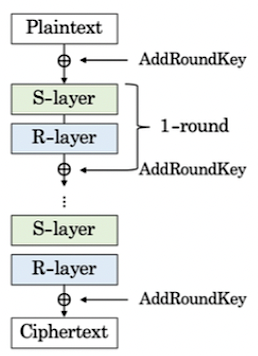 Plaintext
AddRoundKey
S-layer
1-round
R-layer
AddRoundKey
⋮
S-layer
R-layer
AddRoundKey
Ciphertext